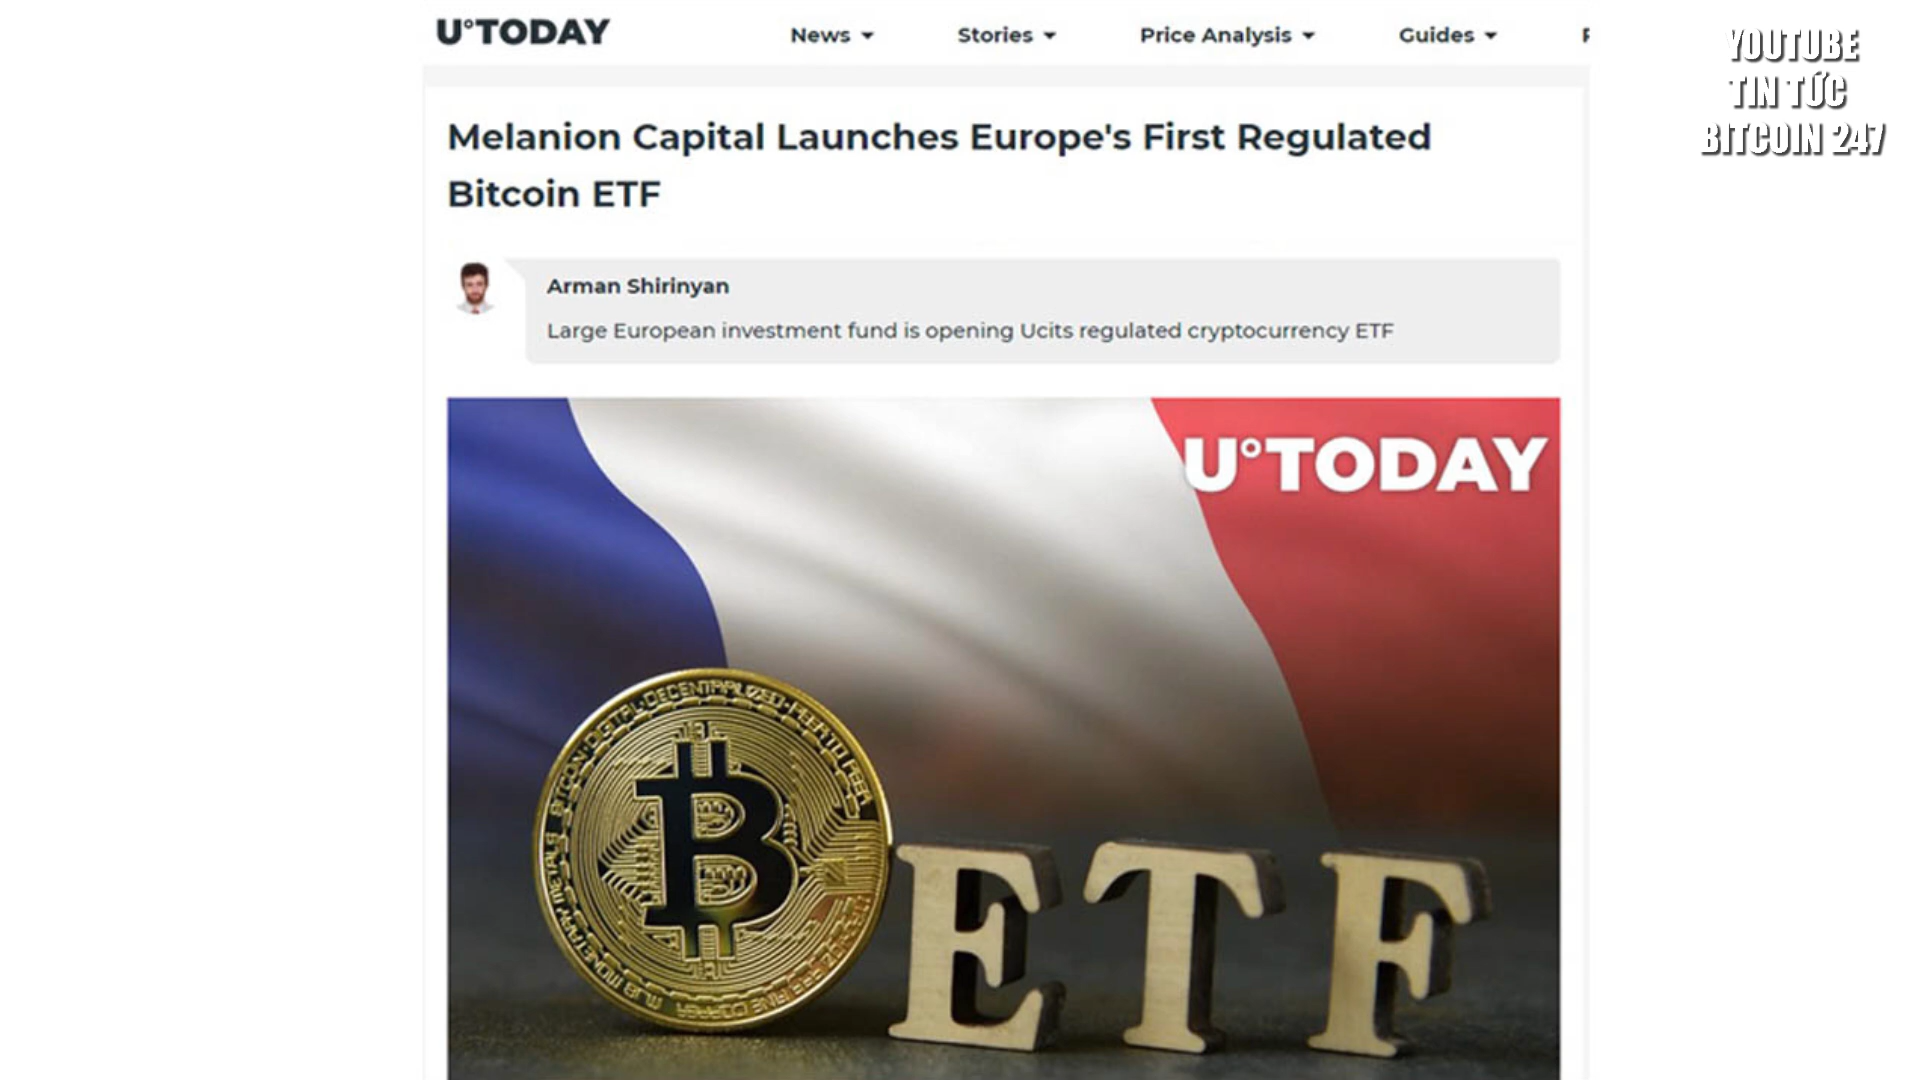 U°TODAY
News
Stories
Price Analysis
Guides
YOUTUBE
TIN TỨC
BITCOIN 247
Melanion Capital Launches Europe's First Regulated
Bitcoin ETF
Arman Shirinyan
Large European investment fund is opening Ucits regulated cryptocurrency ETF
U°TODAY
B
ETF